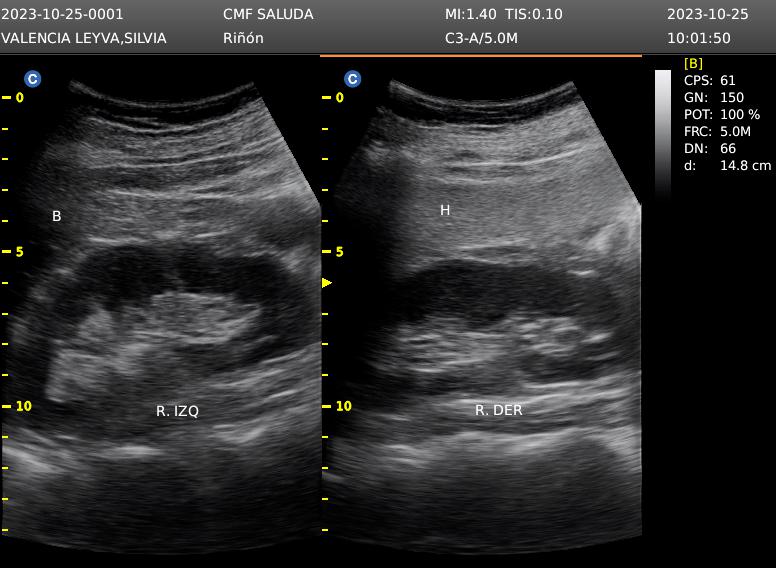 2023-10-25-0001 CMF SALUDA MI:1.40 TIS:0.10 2023-10-25
VALENCIA LEYVA,SILVIA Riñón C3-A/5.0M 10:01:50
C
C
[B]
CPS: 61
GN: 150
POT: 100 %
FRC: 5.0M
DN: 66
d: 14.8 cm
0
0
B
H
5
5
10
10
R. IZQ
R. DER